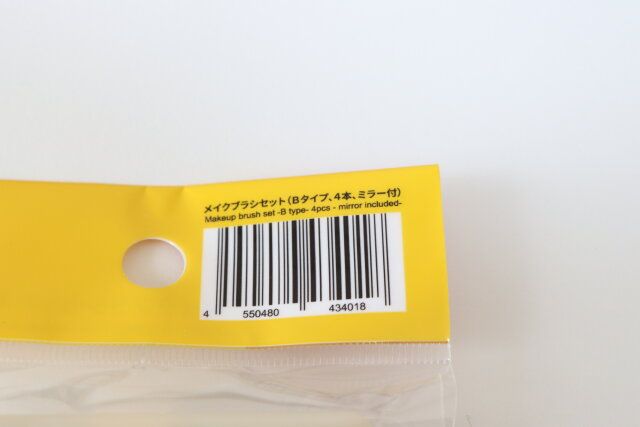 メイクブラシセット（Bタイプ、4本、ミラー付）
Makeup brush set -B type- 4pcs - mirror included-
4 550480 434018